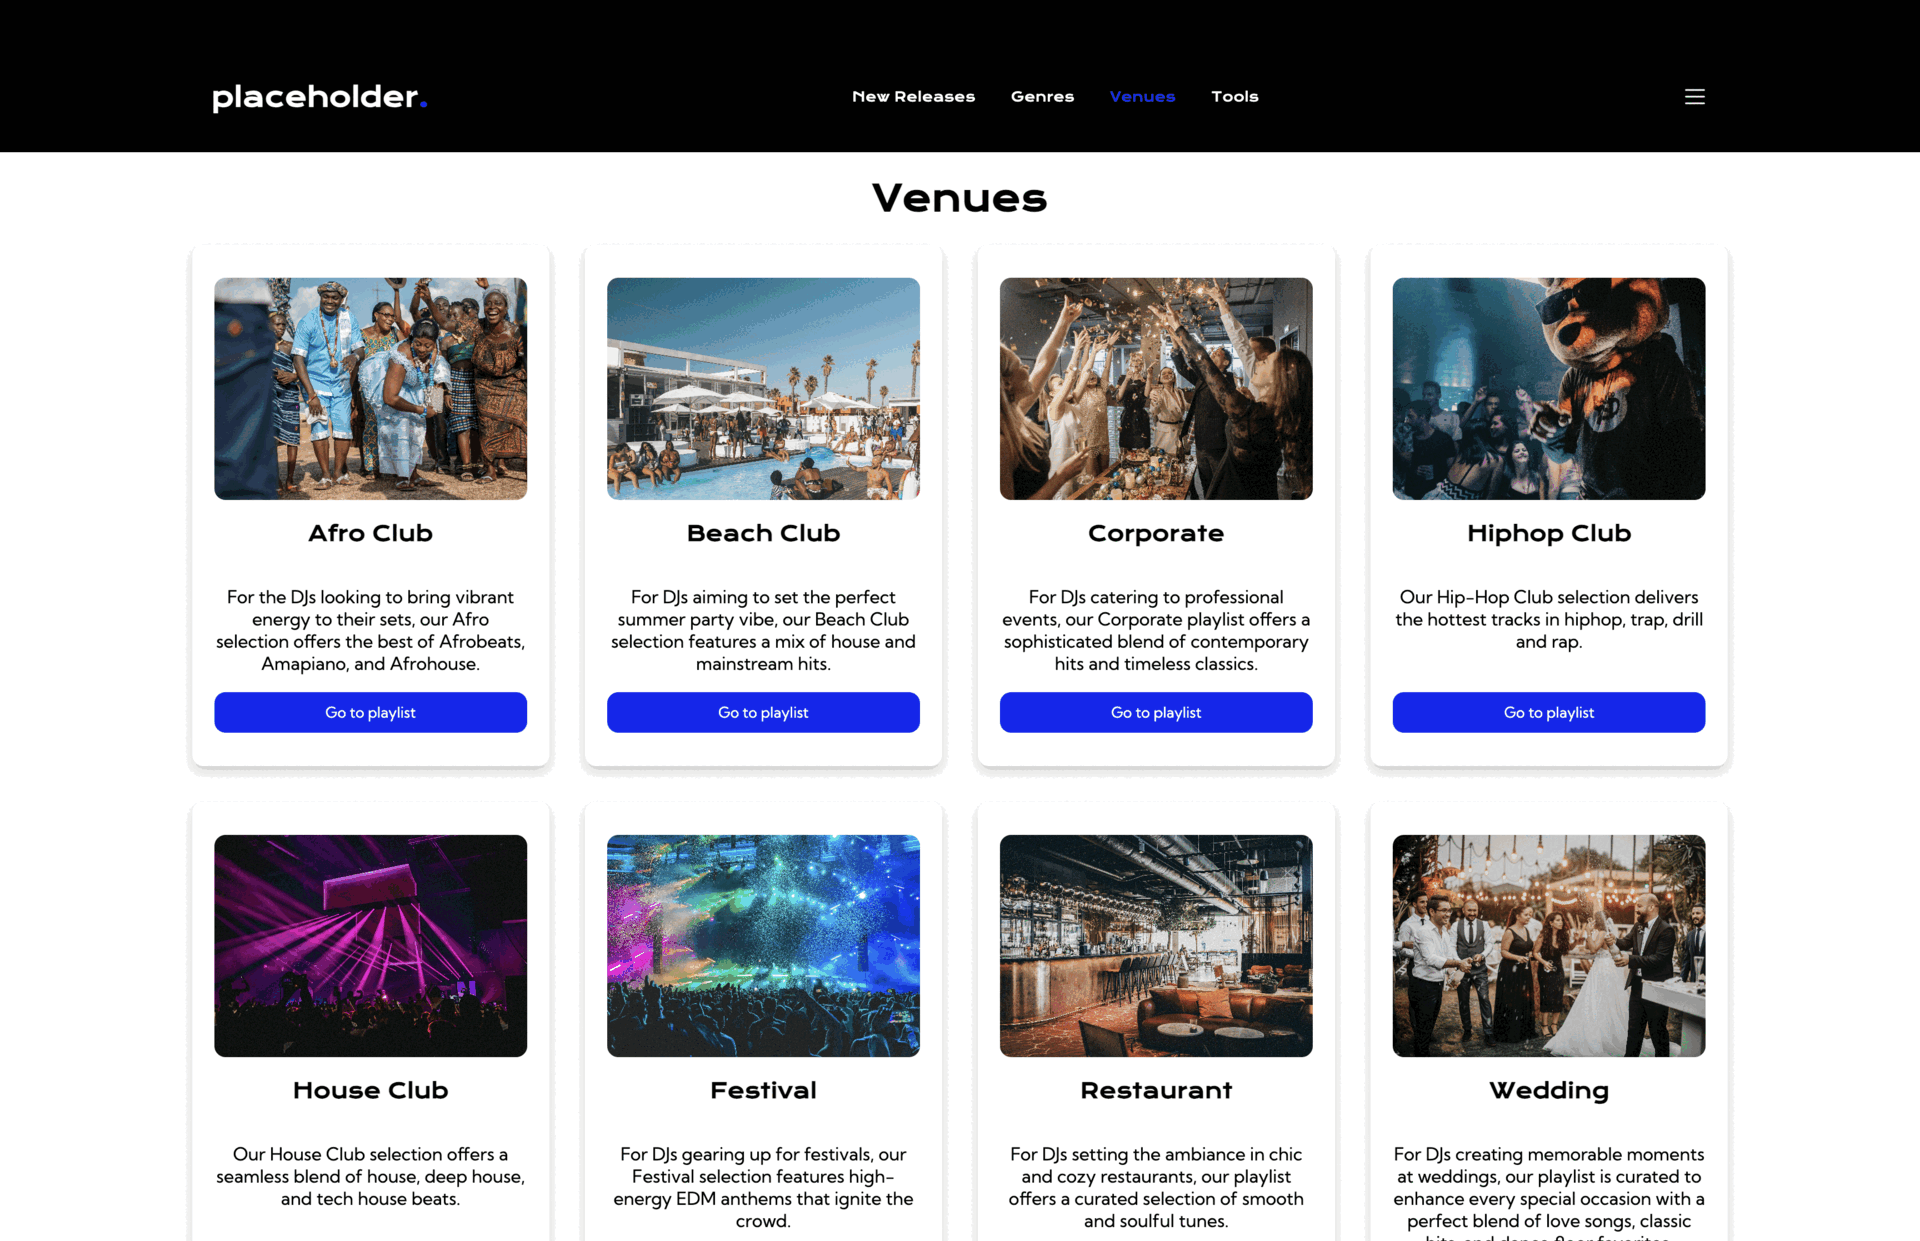 placeholder.
New Releases
Genres
Venues
Tools
Venues
Afro Club
For the DJs looking to bring vibrant
energy to their sets, our Afro
selection offers the best of Afrobeats,
Amapiano, and Afrohouse.
Go to playlist
Beach Club
For DJs aiming to set the perfect
summer party vibe, our Beach Club
selection features a mix of house and
mainstream hits.
Go to playlist
Corporate
For DJs catering to professional
events, our Corporate playlist offers a
sophisticated blend of contemporary
hits and timeless classics.
Go to playlist
Hiphop Club
Our Hip-Hop Club selection delivers
the hottest tracks in hiphop, trap, drill
and rap.
Go to playlist
House Club
Our House Club selection offers a
seamless blend of house, deep house,
and tech house beats.
Festival
For DJs gearing up for festivals, our
Festival selection features high-
energy EDM anthems that ignite the
crowd.
Restaurant
For DJs setting the ambiance in chic
and cozy restaurants, our playlist
offers a curated selection of smooth
and soulful tunes.
Wedding
For DJs creating memorable moments
at weddings, our playlist is curated to
enhance every special occasion with a
perfect blend of love songs, classic
hits, and dance floor favorites